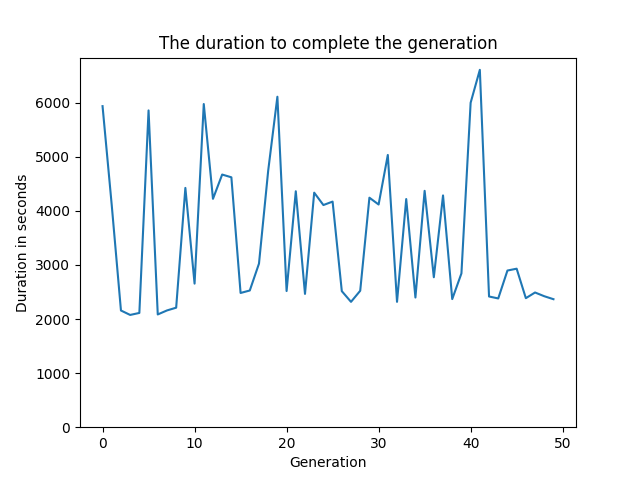 The duration to complete the generation
Duration in seconds
6000
5000
4000
3000
2000
1000
0
0 10 20 30 40 50
Generation